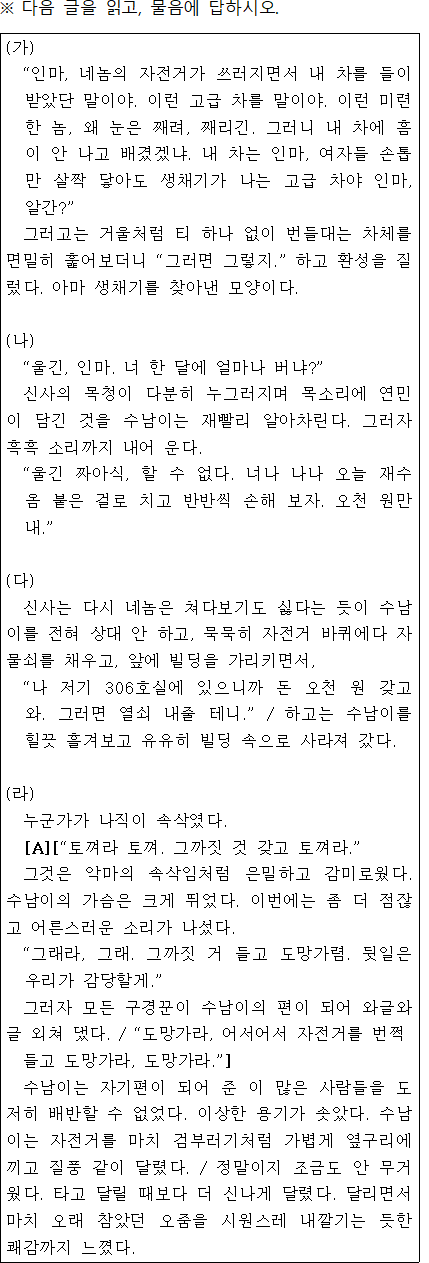 ※ 다음 글을 읽고, 물음에 답하시오.
(가)
“인마, 네놈의 자전거가 쓰러지면서 내 차를 들이
받았단 말이야. 이런 고급 차를 말이야. 이런 미련
한 놈, 왜 눈은 째려, 째리긴. 그러니 내 차에 흠
이 안 나고 배겼겠냐. 내 차는 인마, 여자들 손톱
만 살짝 닿아도 생채기가 나는 고급 차야 인마,
알간?”
그러고는 거울처럼 티 하나 없이 번들대는 차체를
면밀히 훑어보더니 “그러면 그렇지.” 하고 환성을 질
렀다. 아마 생채기를 찾아낸 모양이다.
(나)
“울긴, 인마. 너 한 달에 얼마나 버냐?”
신사의 목청이 다분히 누그러지며 목소리에 연민
이 담긴 것을 수남이는 재빨리 알아차린다. 그러자
흑흑 소리까지 내어 운다.
“울긴 짜아식, 할 수 없다. 너나 나나 오늘 재수
옴 붙은 걸로 치고 반반씩 손해 보자. 오천 원만
내.”
(다)
신사는 다시 네놈은 쳐다보기도 싫다는 듯이 수남
이를 전혀 상대 안 하고, 묵묵히 자전거 바퀴에다 자
물쇠를 채우고, 앞에 빌딩을 가리키면서,
“나 저기 306호실에 있으니까 돈 오천 원 갖고
와. 그러면 열쇠 내줄 테니.” / 하고는 수남이를
힐끗 흘겨보고 유유히 빌딩 속으로 사라져 갔다.
(라)
누군가가 나직이 속삭였다.
[A][“토껴라 토껴. 그까짓 것 갖고 토껴라.”
그것은 악마의 속삭임처럼 은밀하고 감미로웠다.
수남이의 가슴은 크게 뛰었다. 이번에는 좀 더 점잖
고 어른스러운 소리가 나섰다.
“그래라, 그래. 그까짓 거 들고 도망가렴. 뒷일은
우리가 감당할게.”
그러자 모든 구경꾼이 수남이의 편이 되어 와글와
글 외쳐 댔다. / “도망가라, 어서어서 자전거를 번쩍
들고 도망가라, 도망가라.”]
수남이는 자기편이 되어 준 이 많은 사람들을 도
저히 배반할 수 없었다. 이상한 용기가 솟았다. 수남
이는 자전거를 마치 검부러기처럼 가볍게 옆구리에
끼고 질풍 같이 달렸다. / 정말이지 조금도 안 무거
웠다. 타고 달릴 때보다 더 신나게 달렸다. 달리면서
마치 오래 참았던 오줌을 시원스레 내깔기는 듯한
쾌감까지 느꼈다.